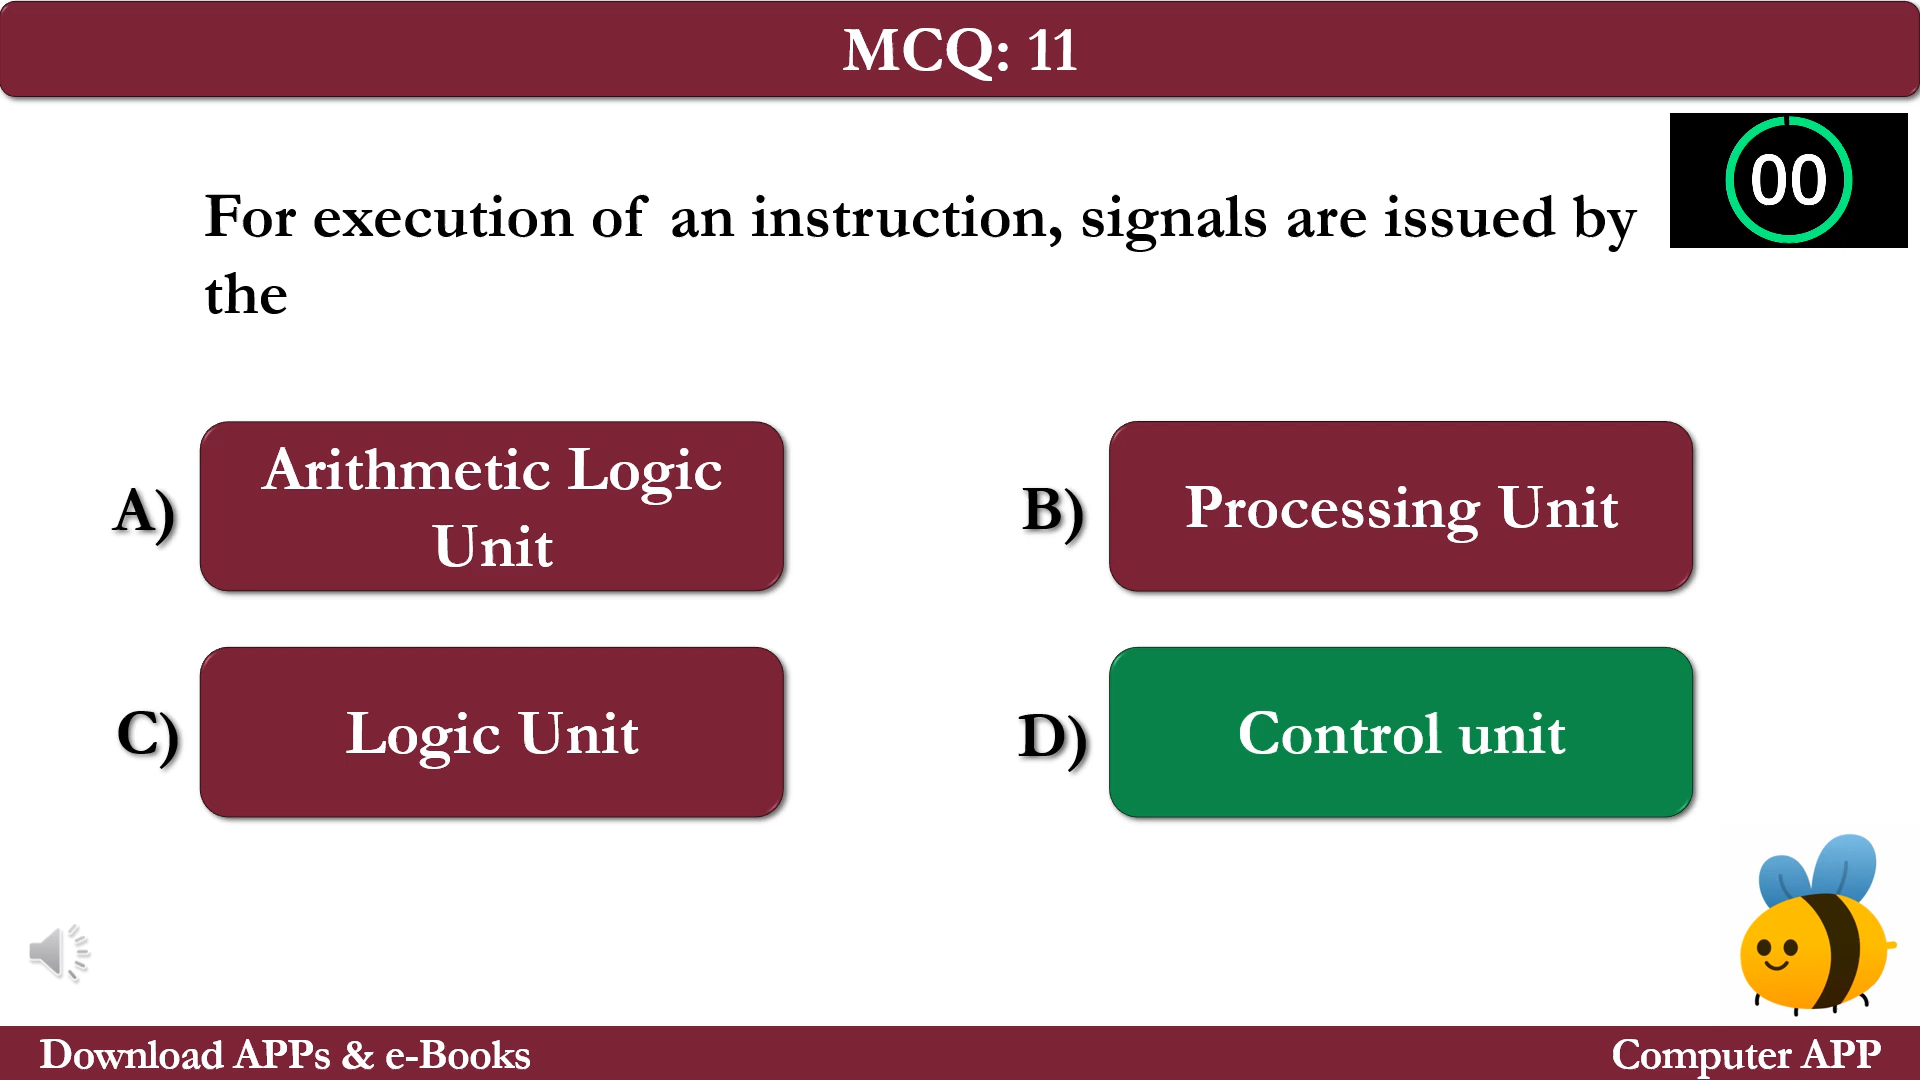 MCQ: 11
00
For execution of an instruction, signals are issued by
the
A)
Arithmetic Logic
Unit
B)
Processing Unit
C)
Logic Unit
D)
Control unit
Download APPs & e-Books
Computer APP